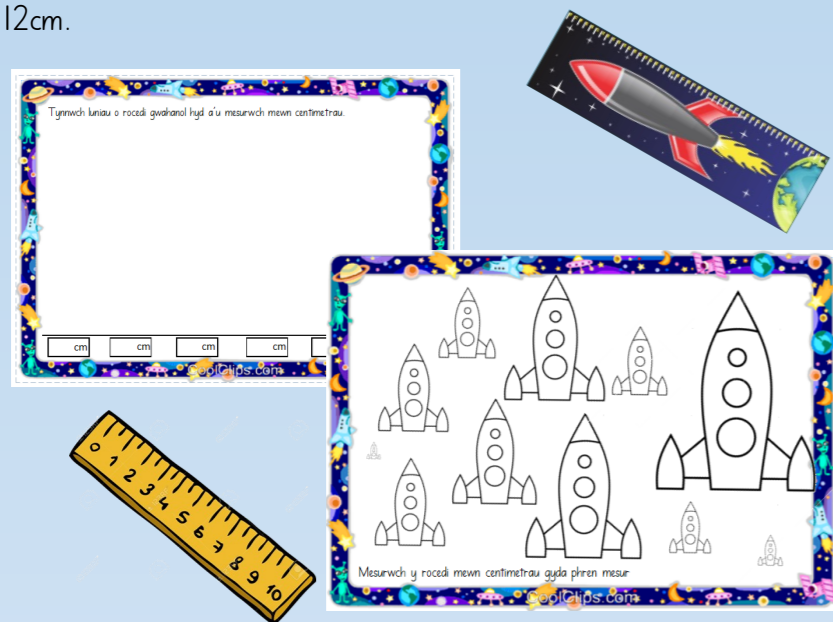 12cm.
Tynnwch luniau o rocedi gwahanol hyd a'u mesurwch mewn centimetrau.
cm cm cm cm
CoolClips.com
0 1 2 3 4 5 6 7 8 9 10
Mesurwch y rocedi mewn centimetrau gyda phren mesur
CoolClips.com